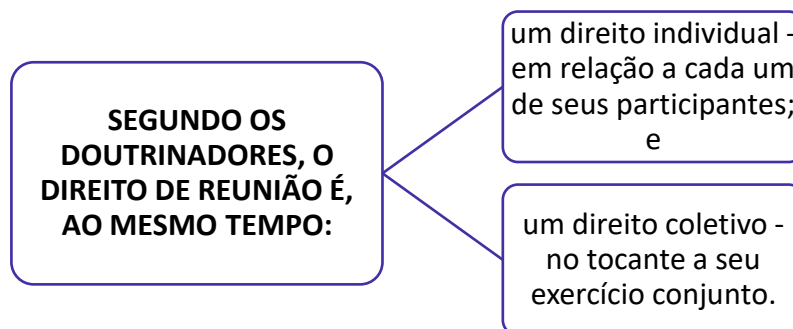 SEGUNDO OS
DOUTRINADORES, O
DIREITO DE REUNIÃO É,
AO MESMO TEMPO:
um direito individual -
em relação a cada um
de seus participantes;
e
um direito coletivo -
no tocante a seu
exercício conjunto.